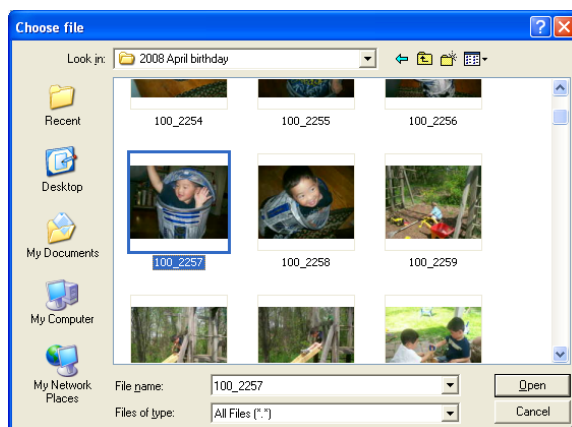 Choose file
Look in: 2008 April birthday
Recent
Desktop
My Documents
My Computer
My Network
Places
100_2254 100_2255 100_2256
100_2257 100_2258 100_2259
File name: 100_2257 Open
Files of type: All Files (*.*) Cancel